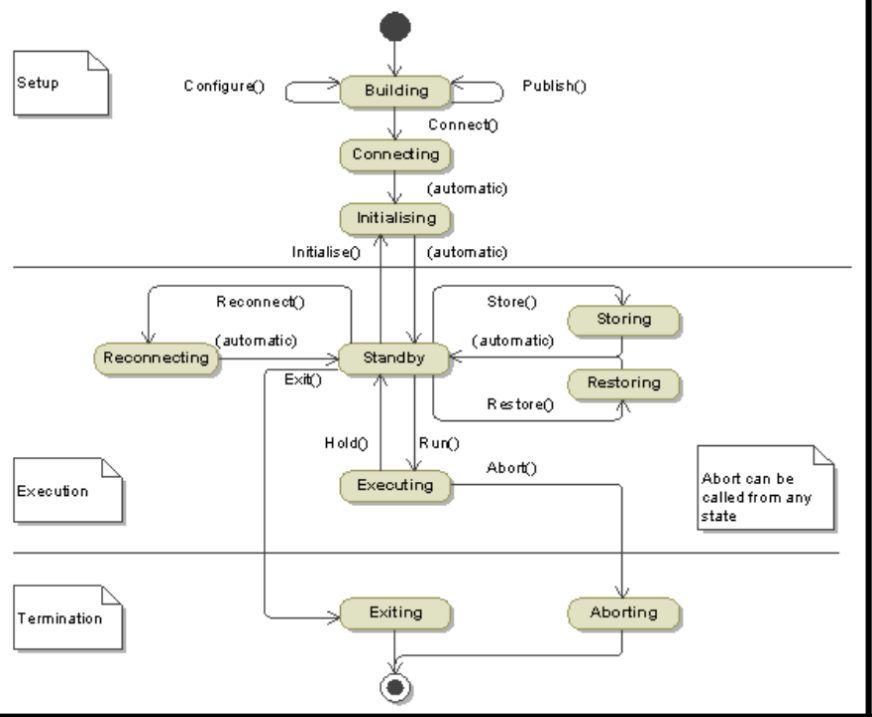 Setup
Configure()
Building
Publish()
Connect()
Connecting
(automatic)
Initialising
Initialise()
(automatic)
Reconnect()
Store()
Storing
(automatic)
(automatic)
Reconnecting
Standby
Exit()
Restoring
Restore()
Hold()
Run()
Abort()
Executing
Execution
Abort can be
called from any
state
Termination
Exiting
Aborting